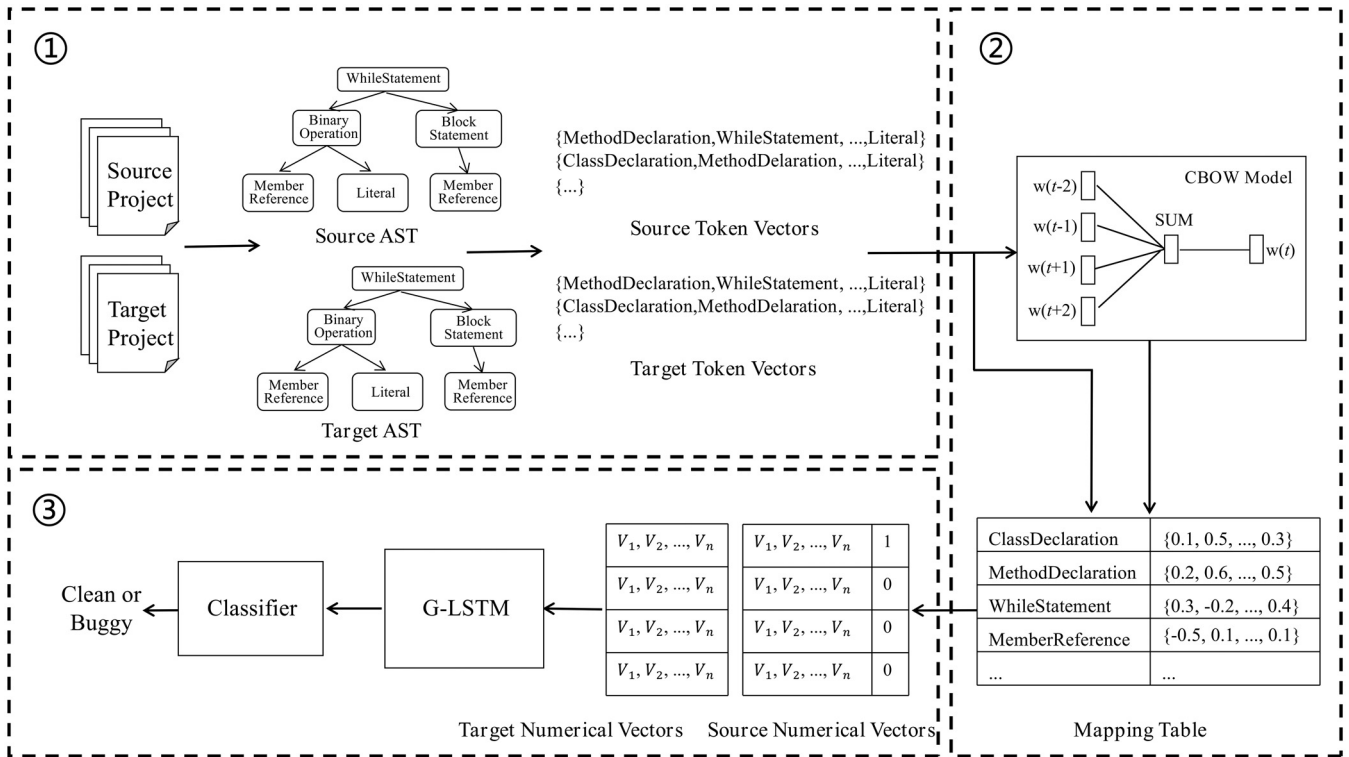 ①
Source
Project
Target
Project
WhileStatement
Binary
Operation
Block
Statement
Member
Reference
Literal
Member
Reference
Source AST
WhileStatement
Binary
Operation
Block
Statement
Member
Reference
Literal
Member
Reference
Target AST
{MethodDeclaration,WhileStatement, ...,Literal}
{ClassDeclaration,MethodDelaration, ...,Literal}
{...}
Source Token Vectors
{MethodDeclaration,WhileStatement, ...,Literal}
{ClassDeclaration,MethodDelaration, ...,Literal}
{...}
Target Token Vectors
②
CBOW Model
w(t-2)
w(t-1)
w(t+1)
w(t+2)
SUM
w(t)
ClassDeclaration {0.1, 0.5, ..., 0.3}
MethodDeclaration {0.2, 0.6, ..., 0.5}
WhileStatement {0.3, -0.2, ..., 0.4}
MemberReference {-0.5, 0.1, ..., 0.1}
... ...
Mapping Table
③
Clean or
Buggy
Classifier
G-LSTM
V1, V2, ..., Vn V1, V2, ..., Vn 1
V1, V2, ..., Vn V1, V2, ..., Vn 0
V1, V2, ..., Vn V1, V2, ..., Vn 0
V1, V2, ..., Vn V1, V2, ..., Vn 0
Target Numerical Vectors Source Numerical Vectors